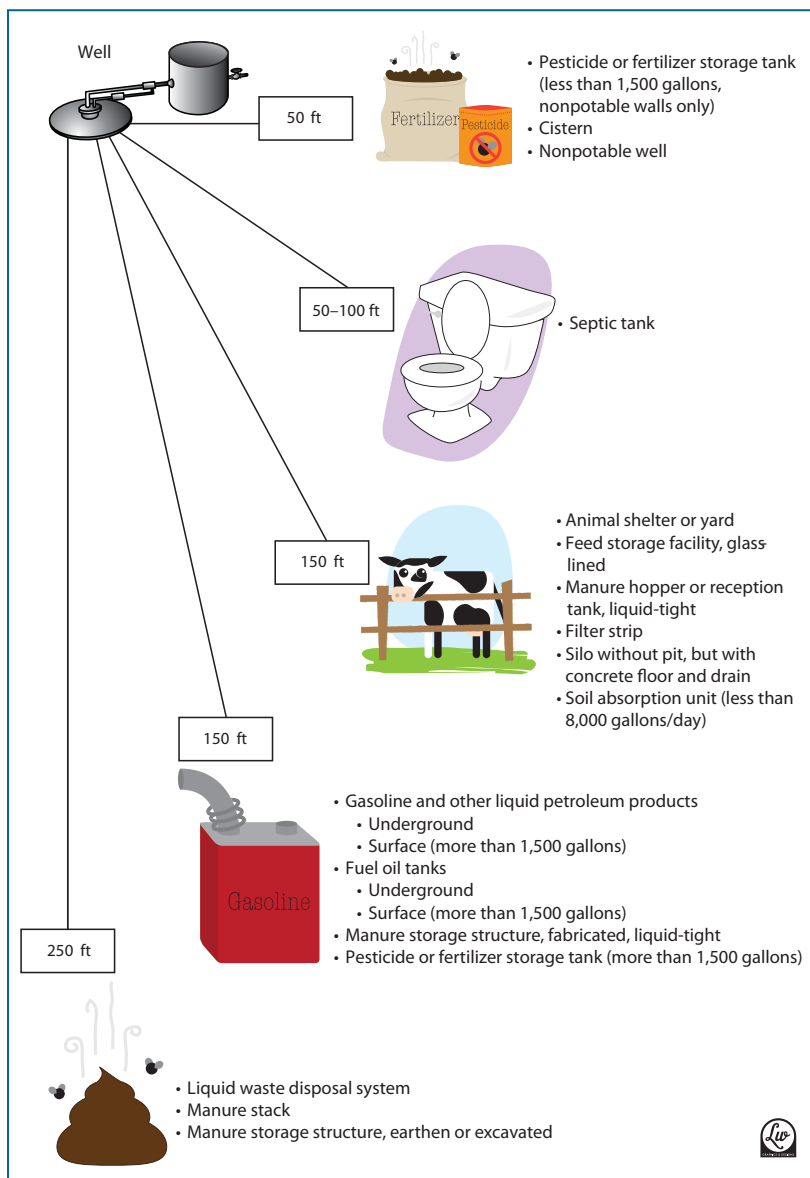 Well
50 ft
Fertilizer
Pesticide
• Pesticide or fertilizer storage tank
(less than 1,500 gallons,
nonpotable walls only)
• Cistern
• Nonpotable well
50–100 ft
• Septic tank
150 ft
• Animal shelter or yard
• Feed storage facility, glass-
lined
• Manure hopper or reception
tank, liquid-tight
• Filter strip
• Silo without pit, but with
concrete floor and drain
• Soil absorption unit (less than
8,000 gallons/day)
150 ft
Gasoline
• Gasoline and other liquid petroleum products
• Underground
• Surface (more than 1,500 gallons)
• Fuel oil tanks
• Underground
• Surface (more than 1,500 gallons)
• Manure storage structure, fabricated, liquid-tight
• Pesticide or fertilizer storage tank (more than 1,500 gallons)
250 ft
• Liquid waste disposal system
• Manure stack
• Manure storage structure, earthen or excavated
Lw